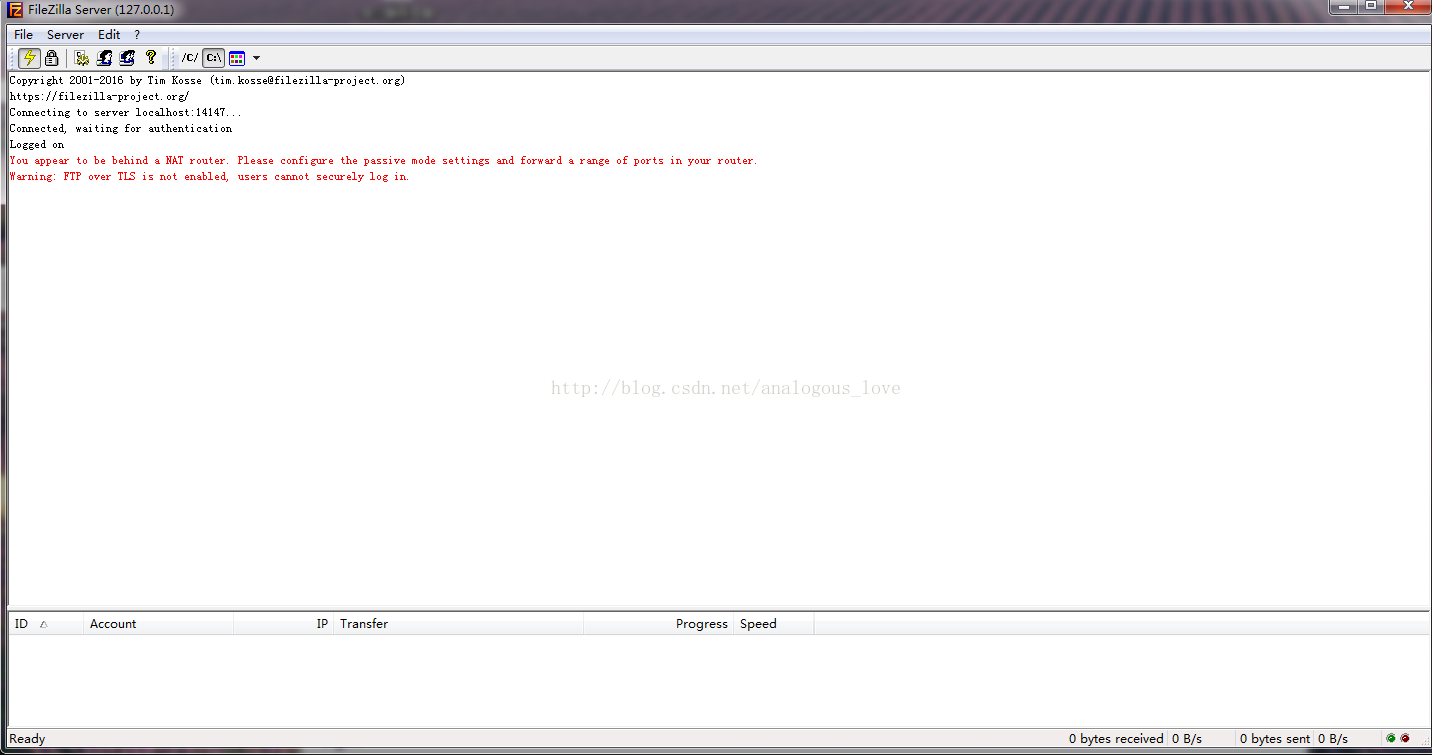 FileZilla Server (127.0.0.1)
File Server Edit ?
/C/ C:\
Copyright 2001-2016 by Tim Kosse (tim.kosse@filezilla-project.org)
https://filezilla-project.org/
Connecting to server localhost:14147...
Connected, waiting for authentication
Logged on
You appear to be behind a NAT router. Please configure the passive mode settings and forward a range of ports in your router.
Warning: FTP over TLS is not enabled, users cannot securely log in.
http://blog.csdn.net/analogous_love
ID Account IP Transfer Progress Speed
Ready 0 bytes received 0 B/s 0 bytes sent 0 B/s